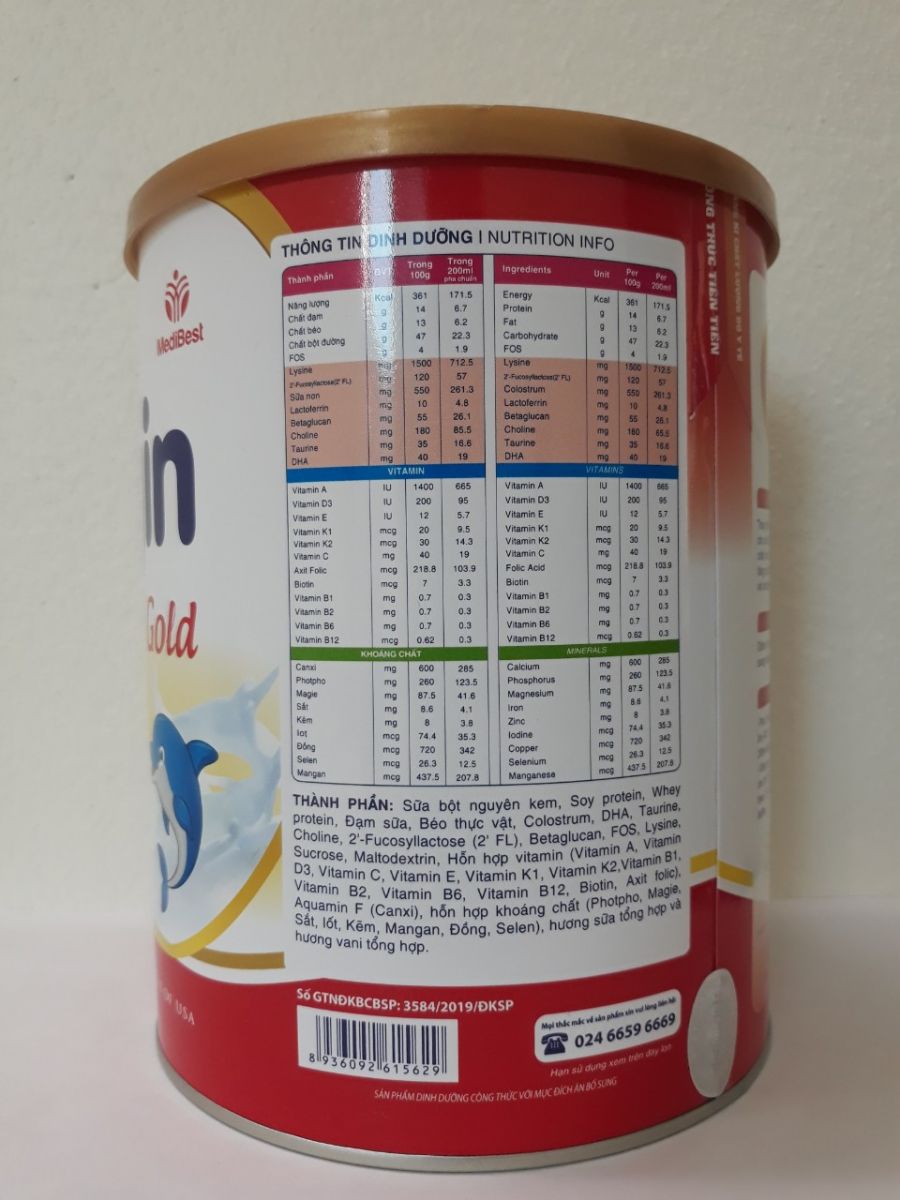 MediBest
in
Gold
OF USA
THÔNG TIN DINH DƯỠNG | NUTRITION INFO
Thành phần ĐVT Trong 100g Trong 200ml pha chuẩn
Năng lượng Kcal 361 171.5
Chất đạm g 14 6.7
Chất béo g 13 6.2
Chất bột đường g 47 22.3
FOS g 4 1.9
Lysine mg 1500 712.5
2'-Fucosyllactose(2' FL) mg 120 57
Sữa non mg 550 261.3
Lactoferrin mg 10 4.8
Betaglucan mg 55 26.1
Choline mg 180 85.5
Taurine mg 35 16.6
DHA mg 40 19
VITAMIN
Vitamin A IU 1400 665
Vitamin D3 IU 200 95
Vitamin E IU 12 5.7
Vitamin K1 mcg 20 9.5
Vitamin K2 mcg 30 14.3
Vitamin C mg 40 19
Axit Folic mcg 218.8 103.9
Biotin mcg 7 3.3
Vitamin B1 mg 0.7 0.3
Vitamin B2 mg 0.7 0.3
Vitamin B6 mg 0.7 0.3
Vitamin B12 mcg 0.62 0.3
KHOÁNG CHẤT
Canxi mg 600 285
Photpho mg 260 123.5
Magie mg 87.5 41.6
Sắt mg 8.6 4.1
Kẽm mg 8 3.8
Iot mcg 74.4 35.3
Đồng mcg 720 342
Selen mcg 26.3 12.5
Mangan mcg 437.5 207.8
Ingredients Unit Per 100g Per 200ml
Energy Kcal 361 171.5
Protein g 14 6.7
Fat g 13 6.2
Carbohydrate g 47 22.3
FOS g 4 1.9
Lysine mg 1500 712.5
2'-Fucosyllactose(2' FL) mg 120 57
Colostrum mg 550 261.3
Lactoferrin mg 10 4.8
Betaglucan mg 55 26.1
Choline mg 180 85.5
Taurine mg 35 16.6
DHA mg 40 19
VITAMINS
Vitamin A IU 1400 665
Vitamin D3 IU 200 95
Vitamin E IU 12 5.7
Vitamin K1 mcg 20 9.5
Vitamin K2 mcg 30 14.3
Vitamin C mg 40 19
Folic Acid mcg 218.8 103.9
Biotin mcg 7 3.3
Vitamin B1 mg 0.7 0.3
Vitamin B2 mg 0.7 0.3
Vitamin B6 mg 0.7 0.3
Vitamin B12 mcg 0.62 0.3
MINERALS
Calcium mg 600 285
Phosphorus mg 260 123.5
Magnesium mg 87.5 41.6
Iron mg 8.6 4.1
Zinc mg 8 3.8
Iodine mcg 74.4 35.3
Copper mcg 720 342
Selenium mcg 26.3 12.5
Manganese mcg 437.5 207.8
THÀNH PHẦN: Sữa bột nguyên kem, Soy protein, Whey
protein, Đạm sữa, Béo thực vật, Colostrum, DHA, Taurine,
Choline, 2'-Fucosyllactose (2' FL), Betaglucan, FOS, Lysine,
Sucrose, Maltodextrin, Hỗn hợp vitamin (Vitamin A, Vitamin
D3, Vitamin C, Vitamin E, Vitamin K1, Vitamin K2,Vitamin B1,
Vitamin B2, Vitamin B6, Vitamin B12, Biotin, Axit folic),
Aquamin F (Canxi), hỗn hợp khoáng chất (Photpho, Magie,
Sắt, Iốt, Kẽm, Mangan, Đồng, Selen), hương sữa tổng hợp và
hương vani tổng hợp.
Số GTNĐKBCBSP: 3584/2019/ĐKSP
8 936092 615629
Mọi thắc mắc về sản phẩm xin vui lòng liên hệ
024 6659 6669
Hạn sử dụng xem trên đáy lon
SẢN PHẨM DINH DƯỠNG CÔNG THỨC VỚI MỤC ĐÍCH ĂN BỔ SUNG